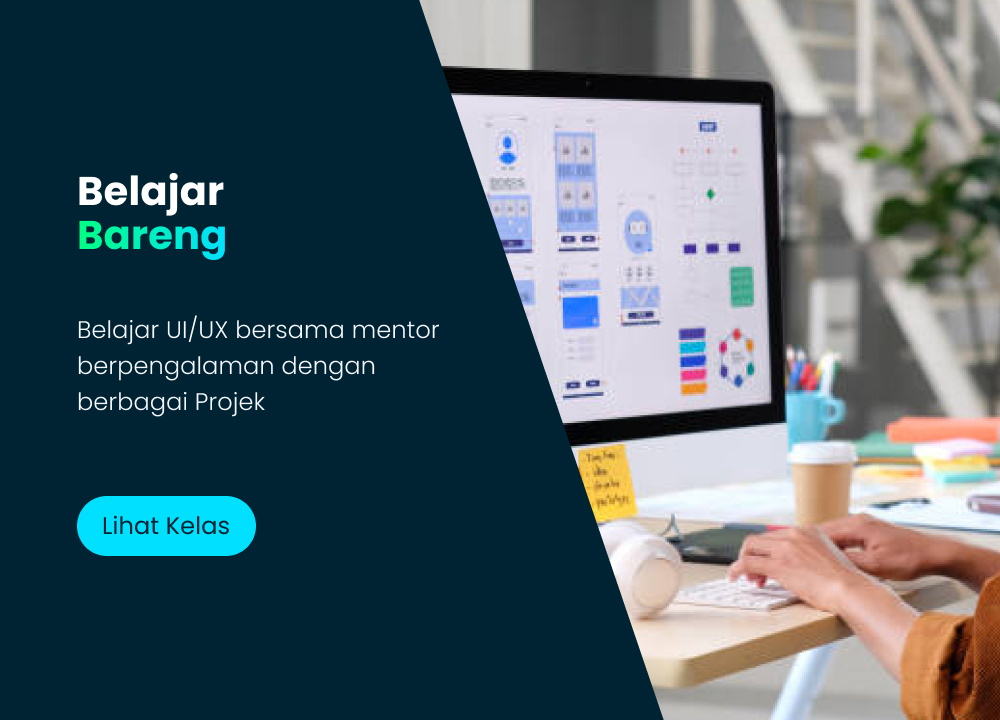 Belajar
Bareng
Belajar UI/UX bersama mentor
berpengalaman dengan
berbagai Projek
Lihat Kelas